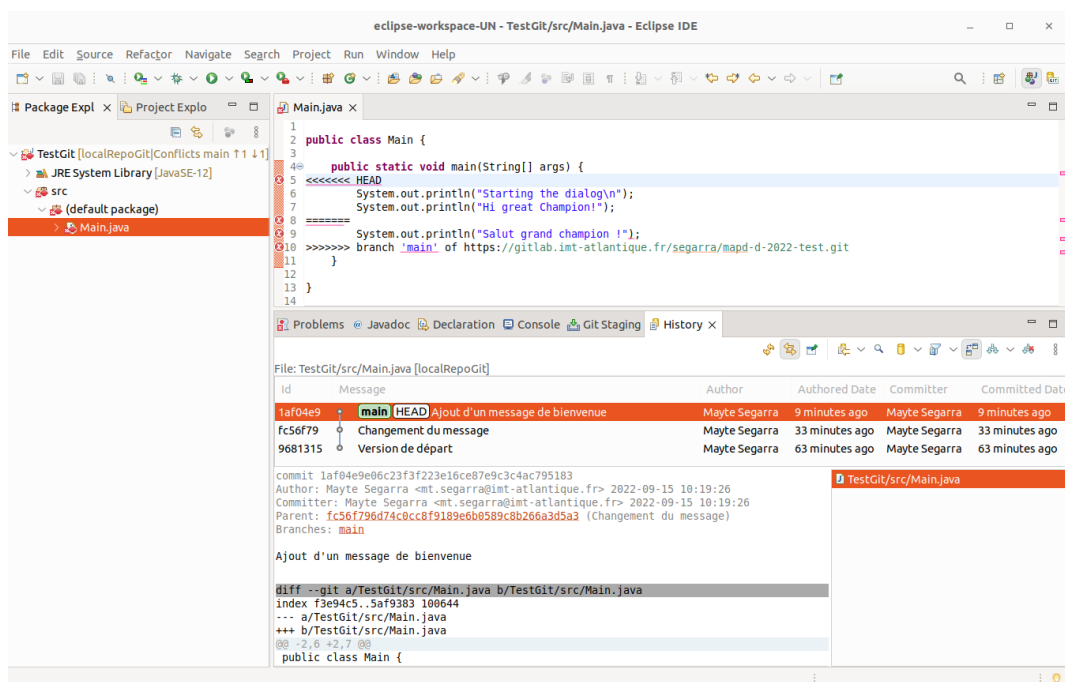 eclipse-workspace-UN - TestGit/src/Main.java - Eclipse IDE
File Edit Source Refactor Navigate Search Project Run Window Help
Package Expl Project Explo
Main.java
TestGit [localRepoGit|Conflicts main ↑1 ↓1]
JRE System Library [JavaSE-12]
src
(default package)
Main.java
1
2 public class Main {
3
4 public static void main(String[] args) {
5 <<<<<<< HEAD
6 System.out.println("Starting the dialog\n");
7 System.out.println("Hi great Champion!");
8 =======
9 System.out.println("Salut grand champion !");
10 >>>>>>> branch 'main' of https://gitlab.imt-atlantique.fr/segarra/mapd-d-2022-test.git
11 }
12
13 }
14
Problems @ Javadoc Declaration Console Git Staging History
File: TestGit/src/Main.java [localRepoGit]
Id Message Author Authored Date Committer Committed Date
1af04e9 main HEAD Ajout d'un message de bienvenue Mayte Segarra 9 minutes ago Mayte Segarra 9 minutes ago
fc56f79 Changement du message Mayte Segarra 33 minutes ago Mayte Segarra 33 minutes ago
9681315 Version de départ Mayte Segarra 63 minutes ago Mayte Segarra 63 minutes ago
commit 1af04e9e06c23f3f223e16ce87e9c3c4ac795183
Author: Mayte Segarra <mt.segarra@imt-atlantique.fr> 2022-09-15 10:19:26
Committer: Mayte Segarra <mt.segarra@imt-atlantique.fr> 2022-09-15 10:19:26
Parent: fc56f796d74c0cc8f9189e6b0589c8b266a3d5a3 (Changement du message)
Branches: main
Ajout d'un message de bienvenue
diff --git a/TestGit/src/Main.java b/TestGit/src/Main.java
index f3e94c5..5af9383 100644
--- a/TestGit/src/Main.java
+++ b/TestGit/src/Main.java
@@ -2,6 +2,7 @@
public class Main {
TestGit/src/Main.java